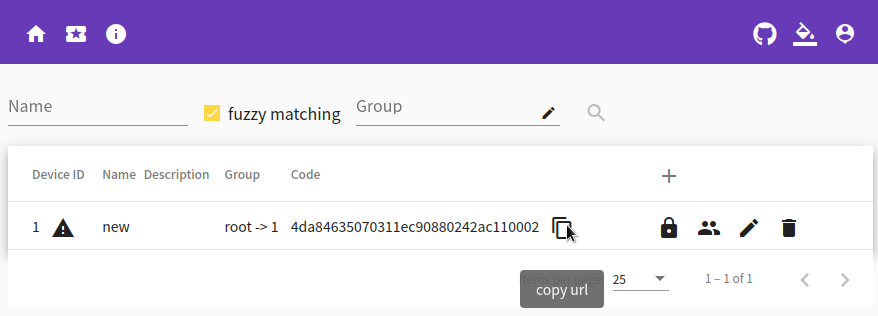 Name
fuzzy matching
Group
Device ID Name Description Group Code
1 new root -> 1 4da84635070311ec90880242ac110002
Items per page: 25 1 – 1 of 1
copy url